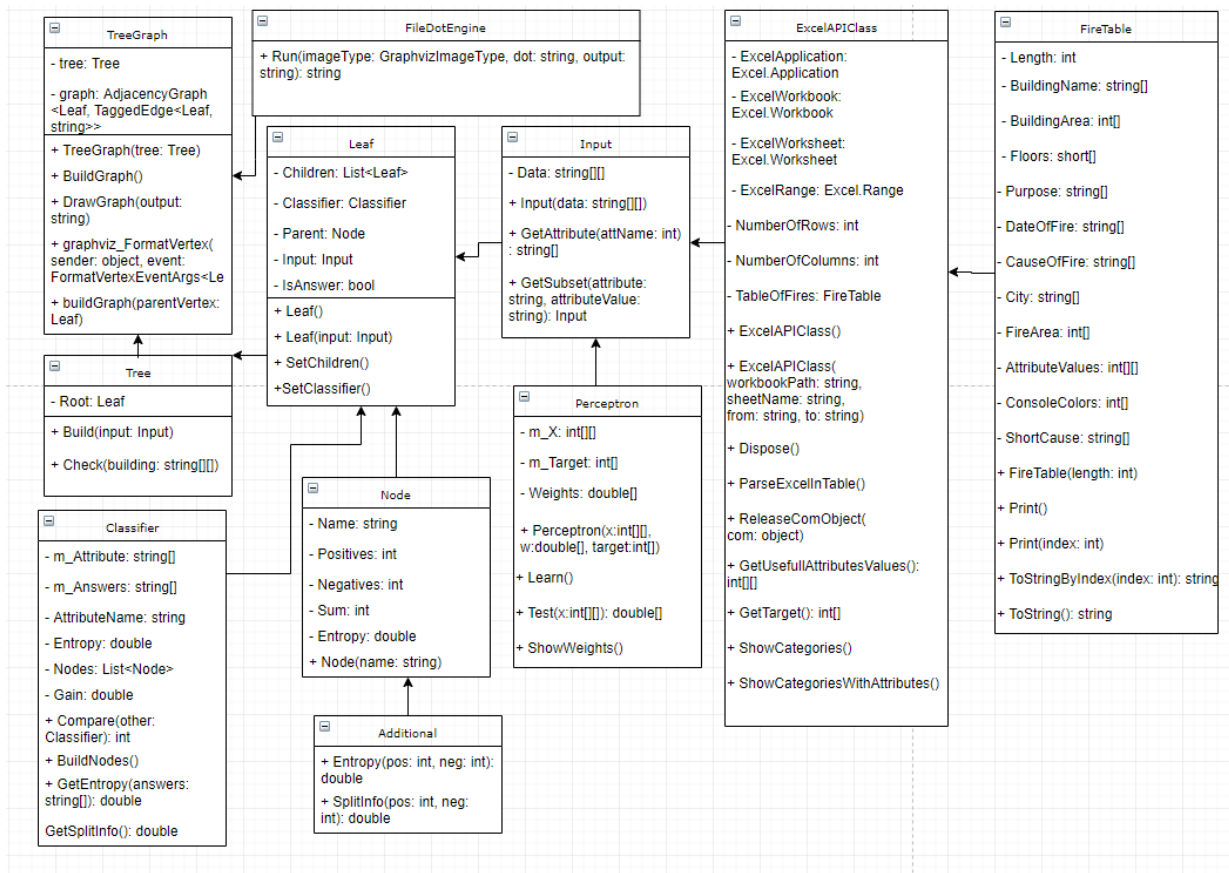 TreeGraph
- tree: Tree
- graph: AdjacencyGraph
<Leaf, TaggedEdge<Leaf,
string>>
+ TreeGraph(tree: Tree)
+ BuildGraph()
+ DrawGraph(output:
string)
+ graphviz_FormatVertex(
sender: object, event:
FormatVertexEventArgs<Le
+ buildGraph(parentVertex:
Leaf)
FileDotEngine
+ Run(imageType: GraphvizImageType, dot: string, output:
string): string
Leaf
- Children: List<Leaf>
- Classifier: Classifier
- Parent: Node
- Input: Input
- IsAnswer: bool
+ Leaf()
+ Leaf(input: Input)
+ SetChildren()
+SetClassifier()
Input
- Data: string[][]
+ Input(data: string[][])
+ GetAttribute(attName: int)
: string[]
+ GetSubset(attribute:
string, attributeValue:
string): Input
ExcelAPIClass
- ExcelApplication:
Excel.Application
- ExcelWorkbook:
Excel.Workbook
- ExcelWorksheet:
Excel.Worksheet
- ExcelRange: Excel.Range
- NumberOfRows: int
- NumberOfColumns: int
- TableOfFires: FireTable
+ ExcelAPIClass()
+ ExcelAPIClass(
workbookPath: string,
sheetName: string,
from: string, to: string)
+ Dispose()
+ ParseExcelInTable()
+ ReleaseComObject(
com: object)
+ GetUsefullAttributesValues():
int[][]
+ GetTarget(): int[]
+ ShowCategories()
+ ShowCategoriesWithAttributes()
FireTable
- Length: int
- BuildingName: string[]
- BuildingArea: int[]
- Floors: short[]
- Purpose: string[]
- DateOfFire: string[]
- CauseOfFire: string[]
- City: string[]
- FireArea: int[]
- AttributeValues: int[][]
- ConsoleColors: int[]
- ShortCause: string[]
+ FireTable(length: int)
+ Print()
+ Print(index: int)
+ ToStringByIndex(index: int): string
+ ToString(): string
Tree
- Root: Leaf
+ Build(input: Input)
+ Check(building: string[][])
Perceptron
- m_X: int[][]
- m_Target: int[]
- Weights: double[]
+ Perceptron(x:int[][],
w:double[], target:int[])
+ Learn()
+ Test(x:int[][]): double[]
+ ShowWeights()
Node
- Name: string
- Positives: int
- Negatives: int
- Sum: int
- Entropy: double
+ Node(name: string)
Classifier
- m_Attribute: string[]
- m_Answers: string[]
- AttributeName: string
- Entropy: double
- Nodes: List<Node>
- Gain: double
+ Compare(other:
Classifier): int
+ BuildNodes()
+ GetEntropy(answers:
string[]): double
GetSplitInfo(): double
Additional
+ Entropy(pos: int, neg: int):
double
+ SplitInfo(pos: int, neg:
int): double